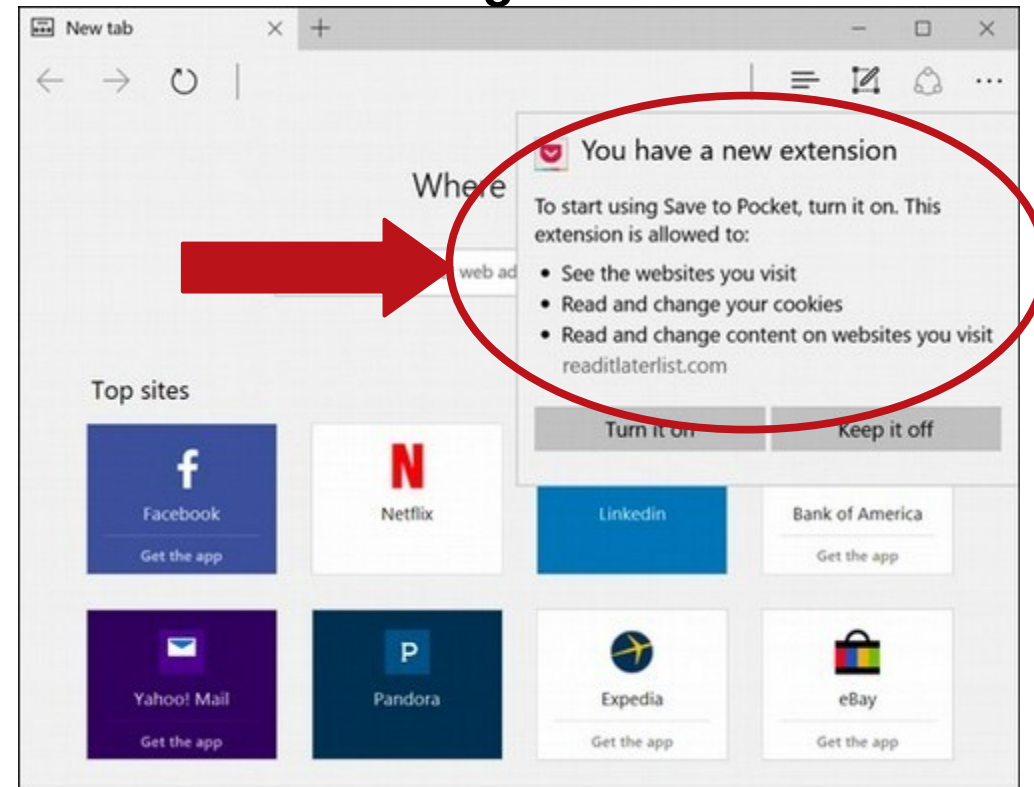 g
New tab
You have a new extension
Where
To start using Save to Pocket, turn it on. This
extension is allowed to:
web ad
• See the websites you visit
• Read and change your cookies
• Read and change content on websites you visit
readitlaterlist.com
Turn it on
Keep it off
Top sites
f
Facebook
Get the app
N
Netflix
Linkedin
Bank of America
Get the app
Yahoo! Mail
Get the app
P
Pandora
Expedia
Get the app
eBay
Get the app